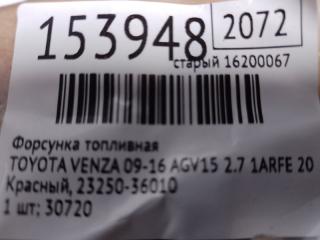 153948 2072
старый 16200067
Форсунка топливная
TOYOTA VENZA 09-16 AGV15 2.7 1ARFE 20
Красный, 23250-36010
1 шт; 30720